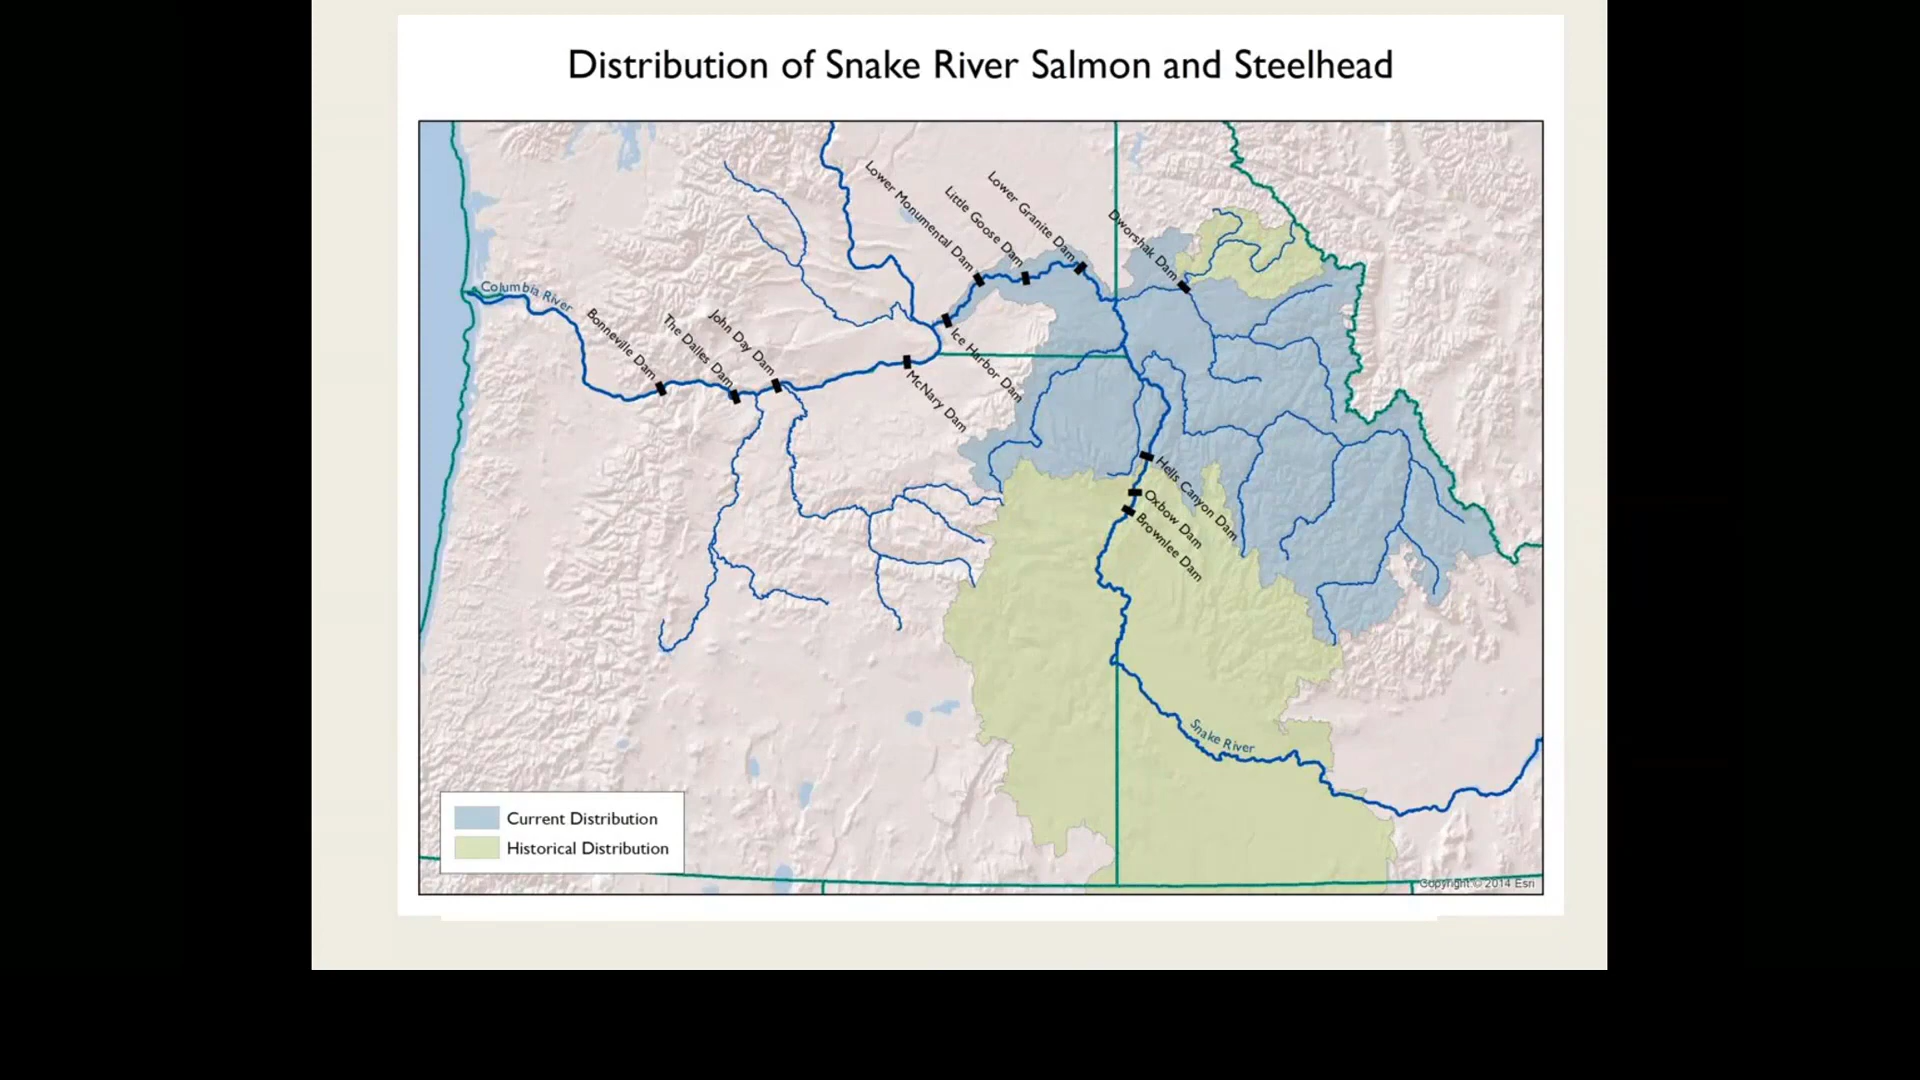 Distribution of Snake River Salmon and Steelhead
Lower Monumental Dam
Little Goose Dam
Lower Granite Dam
Dworshak Dam
Columbia River
Bonneville Dam
The Dalles Dam
John Day Dam
Ice Harbor Dam
McNary Dam
Hells Canyon Dam
Oxbow Dam
Brownlee Dam
Snake River
Current Distribution
Historical Distribution
Copyright:© 2014 Esri